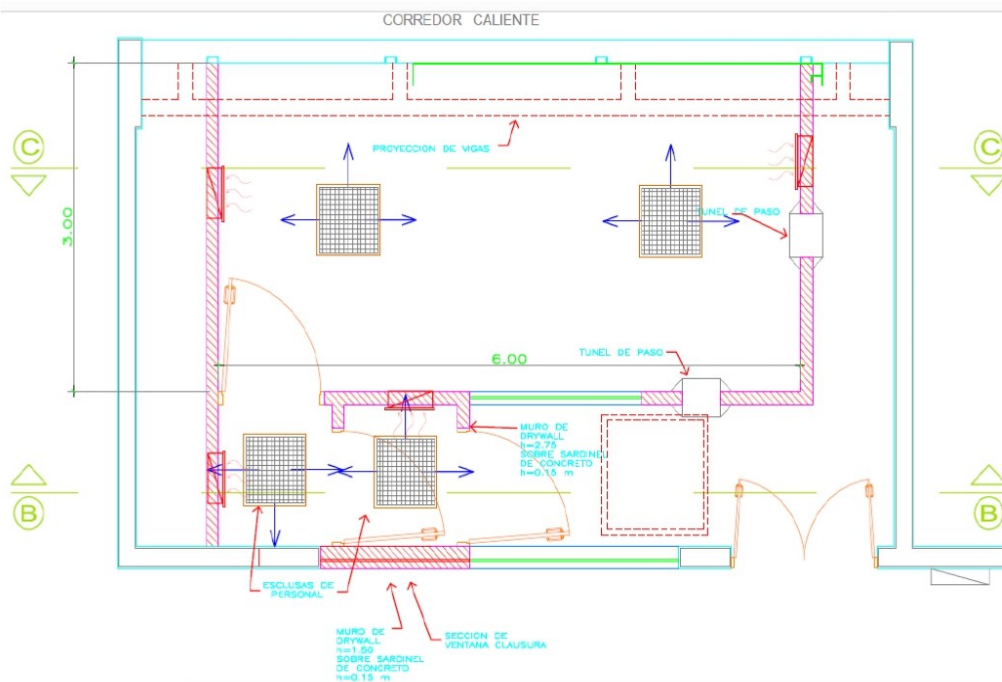 CORREDOR CALIENTE
C
C
3.00
PROYECCION DE VIGAS
TUNEL DE PASO
6.00
TUNEL DE PASO
MURO DE
DRYWALL
h=2.75
SOBRE SARDINEL
DE CONCRETO
h=0.15 m
B
B
ESCLUSAS DE
PERSONAL
MURO DE
DRYWALL
h=1.50
SOBRE SARDINEL
DE CONCRETO
h=0.15 m
SECCION DE
VENTANA CLAUSURA